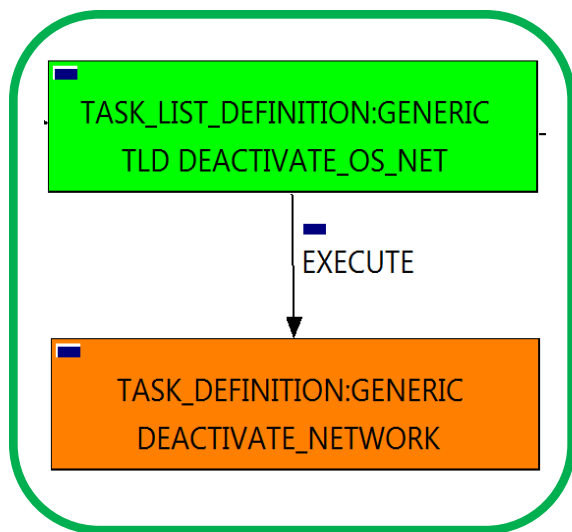 TASK_LIST_DEFINITION:GENERIC
TLD DEACTIVATE_OS_NET
EXECUTE
TASK_DEFINITION:GENERIC
DEACTIVATE_NETWORK